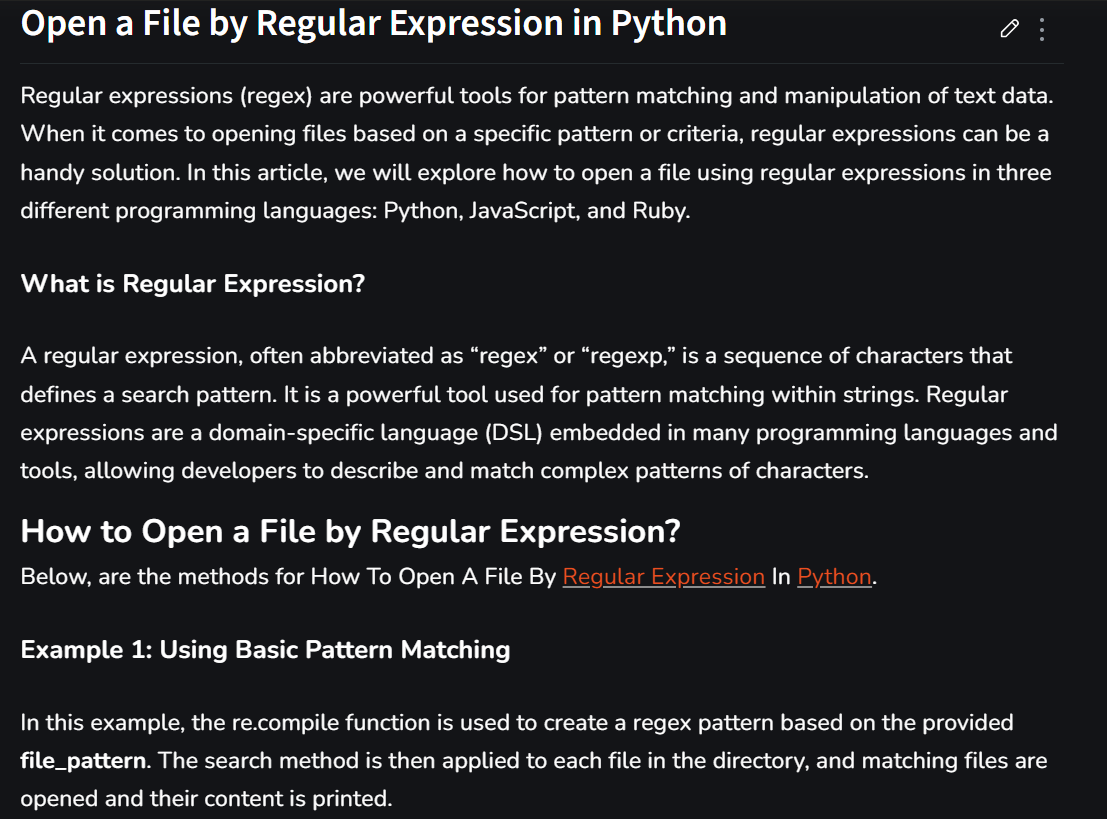 Open a File by Regular Expression in Python
Regular expressions (regex) are powerful tools for pattern matching and manipulation of text data.
When it comes to opening files based on a specific pattern or criteria, regular expressions can be a
handy solution. In this article, we will explore how to open a file using regular expressions in three
different programming languages: Python, JavaScript, and Ruby.
What is Regular Expression?
A regular expression, often abbreviated as “regex” or “regexp,” is a sequence of characters that
defines a search pattern. It is a powerful tool used for pattern matching within strings. Regular
expressions are a domain-specific language (DSL) embedded in many programming languages and
tools, allowing developers to describe and match complex patterns of characters.
How to Open a File by Regular Expression?
Below, are the methods for How To Open A File By Regular Expression In Python.
Example 1: Using Basic Pattern Matching
In this example, the re.compile function is used to create a regex pattern based on the provided
file_pattern. The search method is then applied to each file in the directory, and matching files are
opened and their content is printed.